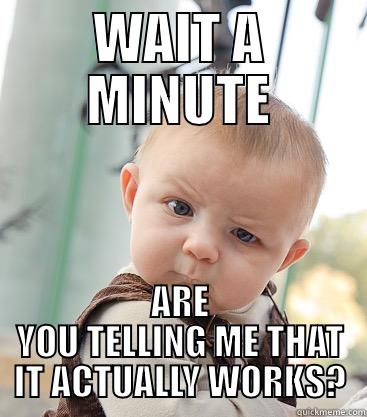 WAIT A
MINUTE
ARE
YOU TELLING ME THAT
IT ACTUALLY WORKS?
quickmeme.com